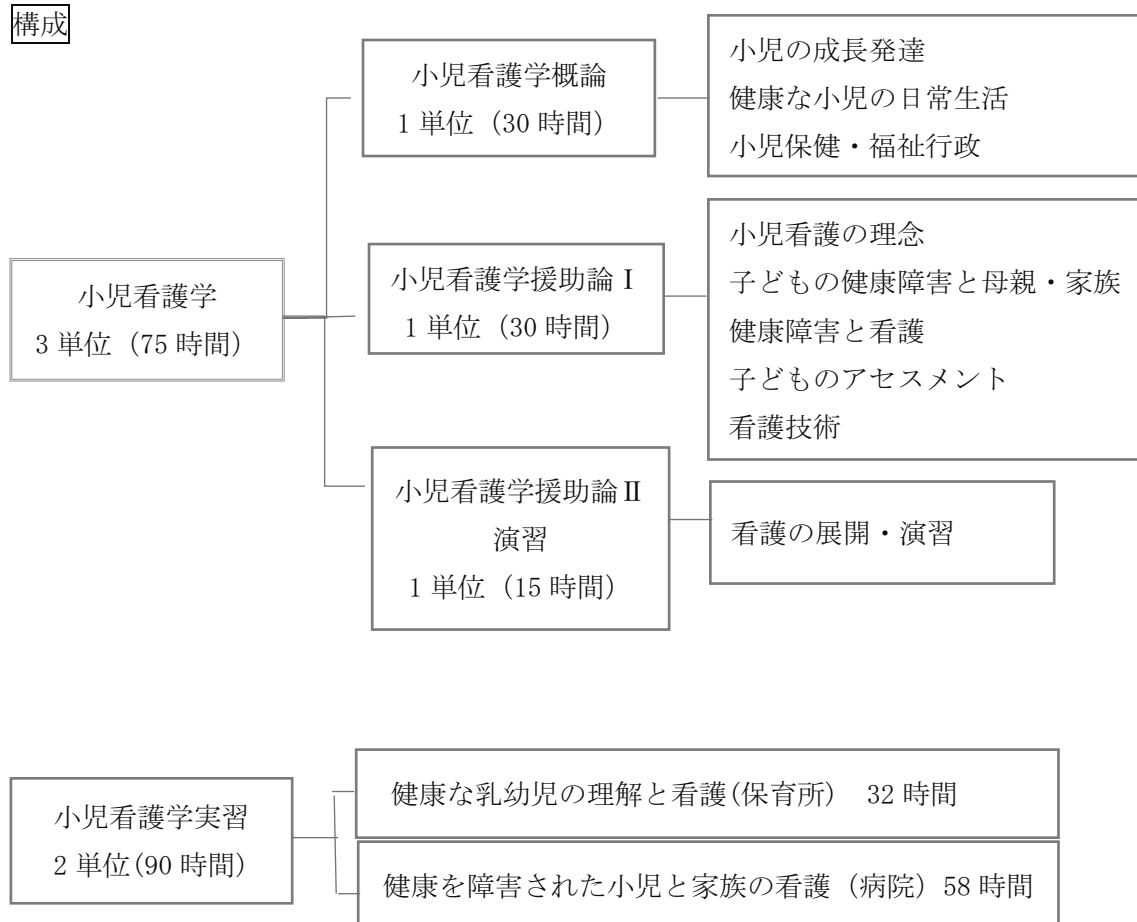 構成
小児看護学概論
1 単位（30 時間）
小児の成長発達
健康な小児の日常生活
小児保健・福祉行政
小児看護学
3 単位（75 時間）
小児看護学援助論Ⅰ
1 単位（30 時間）
小児看護の理念
子どもの健康障害と母親・家族
健康障害と看護
子どものアセスメント
看護技術
小児看護学援助論Ⅱ
演習
1 単位（15 時間）
看護の展開・演習
小児看護学実習
2 単位(90 時間）
健康な乳幼児の理解と看護(保育所）　32 時間
健康を障害された小児と家族の看護（病院）58 時間